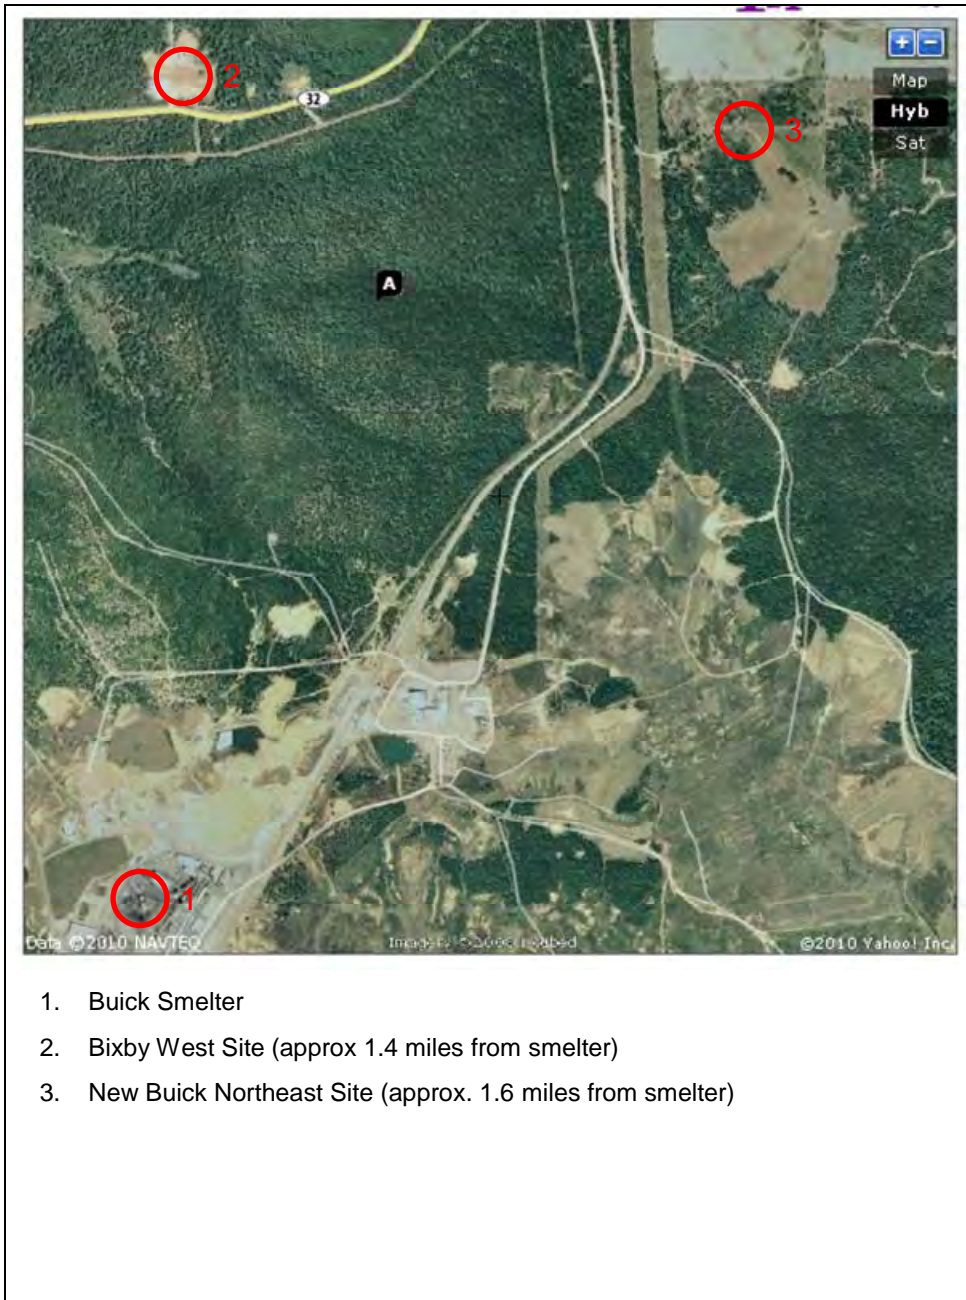 2
32
3
Map
Hyb
Sat
A
1
Data ©2010 NAVTEQ
©2010 Yahoo! Inc.
1. Buick Smelter
2. Bixby West Site (approx 1.4 miles from smelter)
3. New Buick Northeast Site (approx. 1.6 miles from smelter)